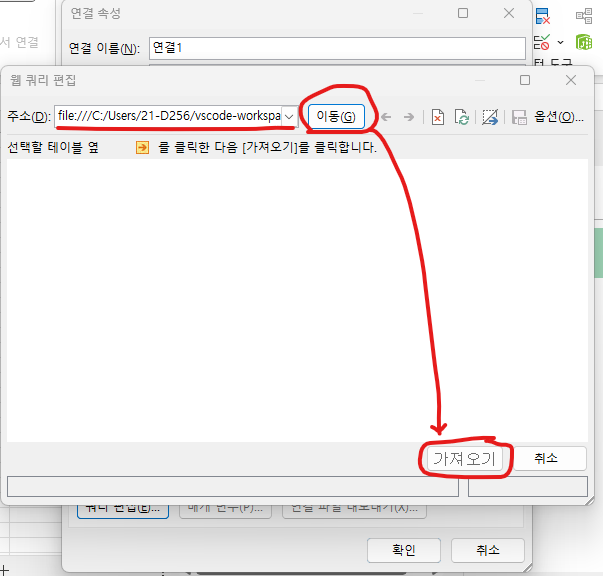 연결 속성
서 연결
연결 이름(N): 연결1
웹 쿼리 편집
주소(D): file:///C:/Users/21-D256/vscode-workspa 이동(G) 옵션(O)...
선택할 테이블 옆 을 클릭한 다음 [가져오기]를 클릭합니다.
가져오기 취소
쿼리 편집(E)... 매개 변수(P)... 연결 파일 내보내기(X)...
확인 취소